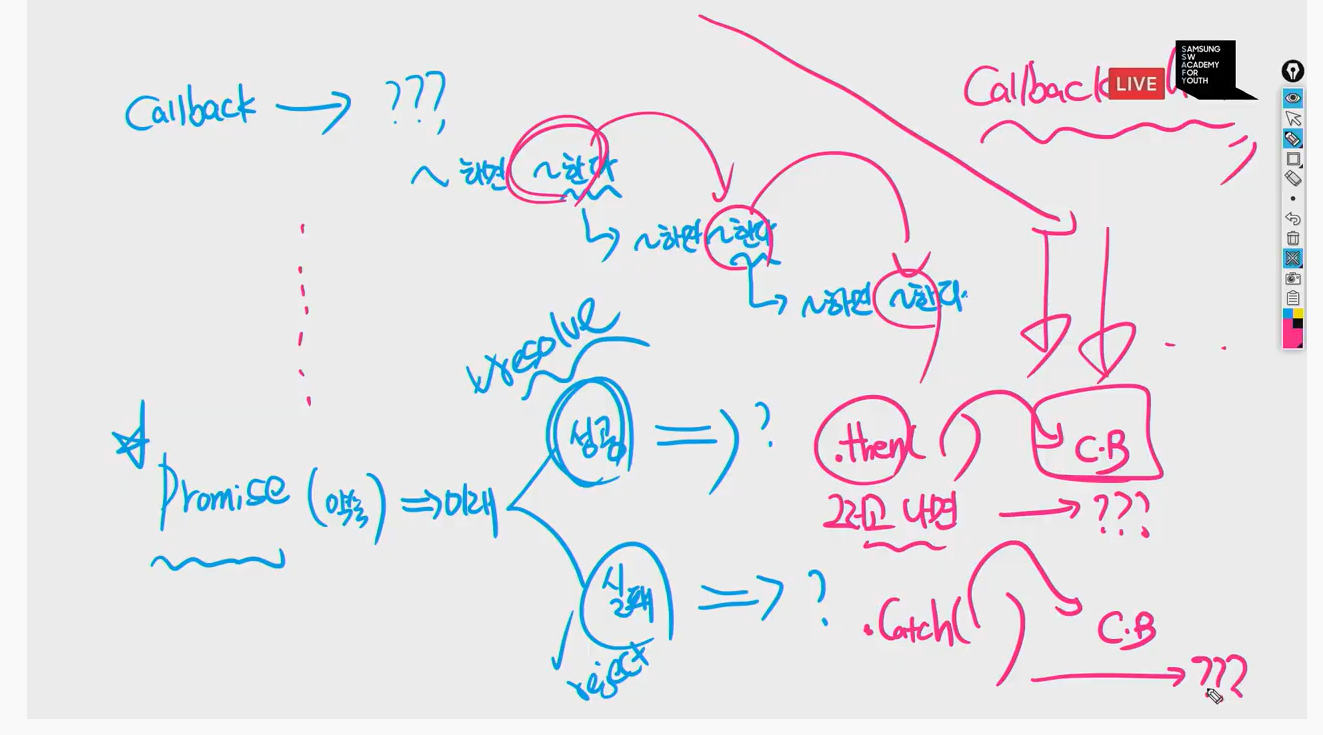 Callback → ???
Callback
SAMSUNG
SW
ACADEMY
FOR
YOUTH
LIVE
~ 하면 ~한다
~하면 ~한다
~하면 ~한다
resolve
성공 => ?
.then( ) C.B
Promise (약속) => 미래
그러고 나면 → ???
실패 => ?
.Catch( ) C.B
reject
→ ???